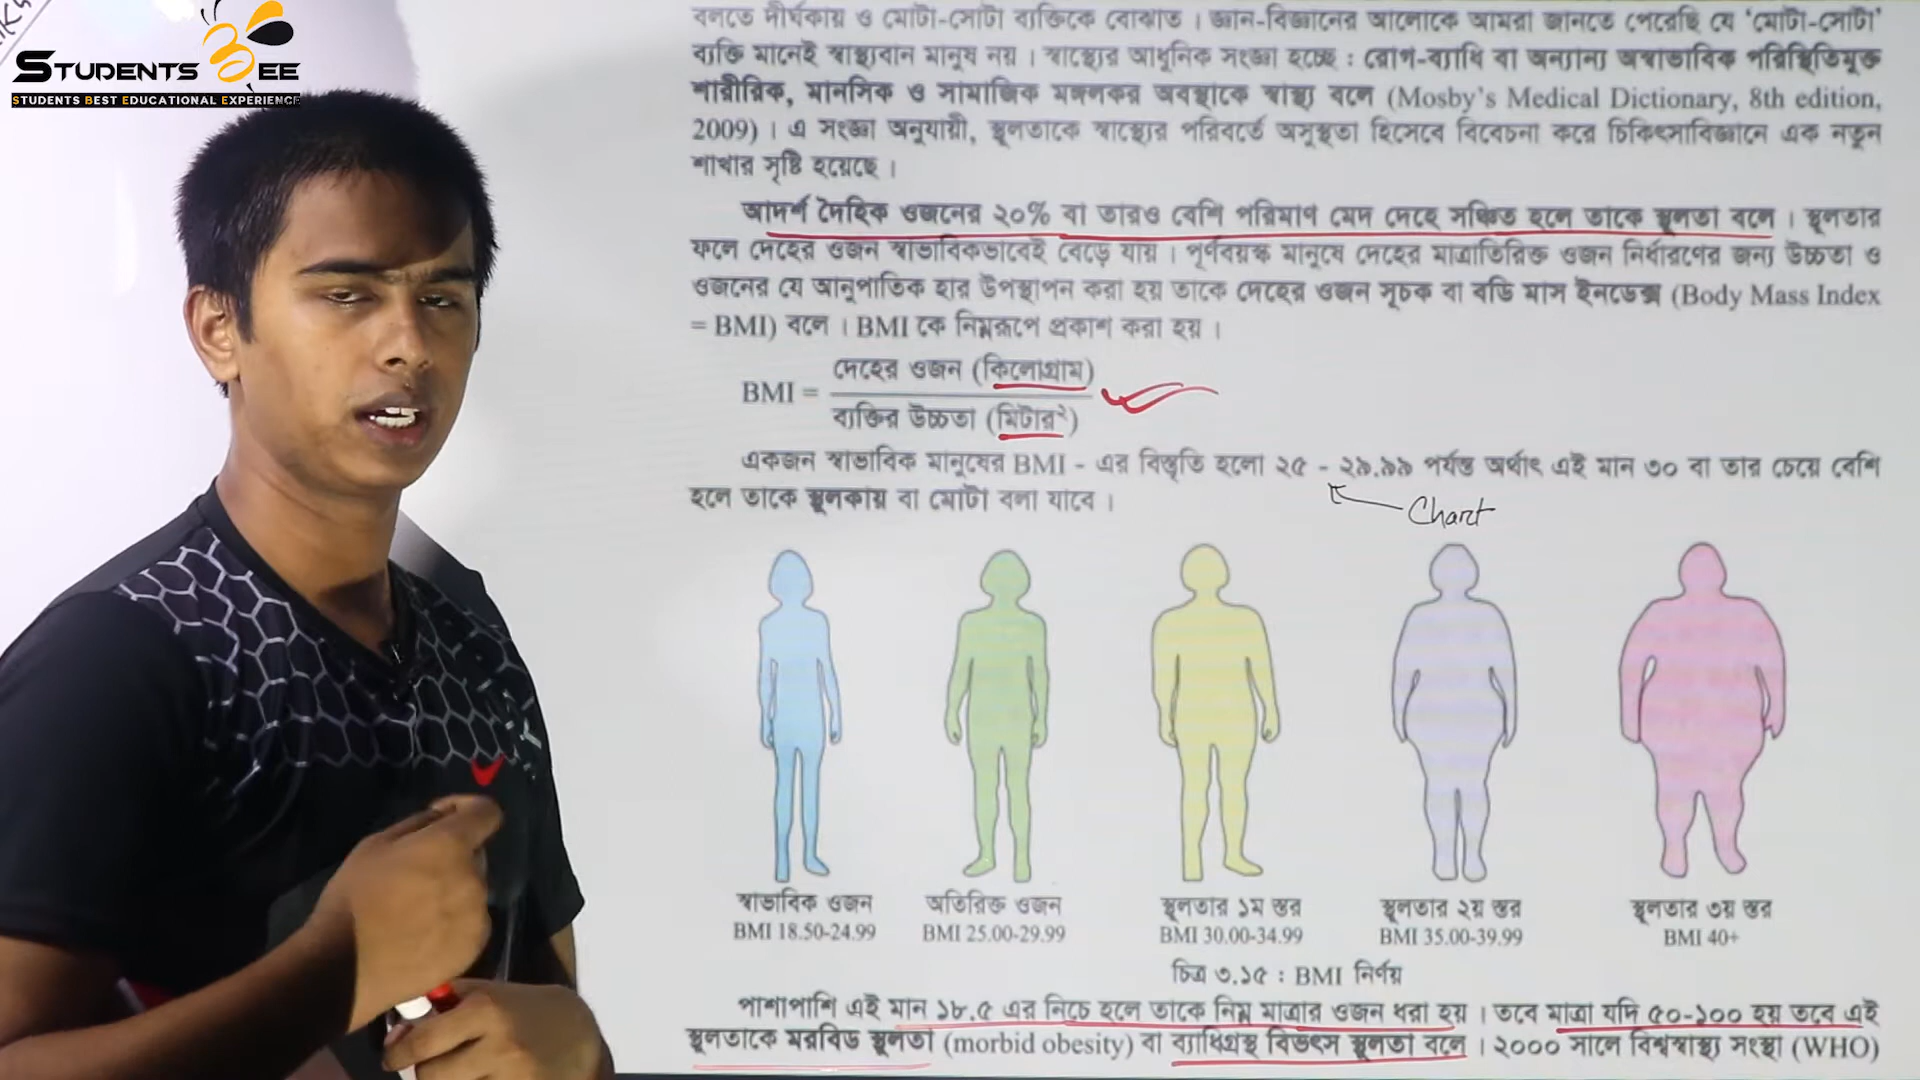 STUDENTS BEE
STUDENTS BEST EDUCATIONAL EXPERIENCE
বলতে দীর্ঘকায় ও মোটা-সোটা ব্যক্তিকে বোঝাত । জ্ঞান-বিজ্ঞানের আলোকে আমরা জানতে পেরেছি যে ‘মোটা-সোটা’
ব্যক্তি মানেই স্বাস্থ্যবান মানুষ নয় । স্বাস্থ্যের আধুনিক সংজ্ঞা হচ্ছে : রোগ-ব্যাধি বা অন্যান্য অস্বাভাবিক পরিস্থিতিমুক্ত
শারীরিক, মানসিক ও সামাজিক মঙ্গলকর অবস্থাকে স্বাস্থ্য বলে (Mosby's Medical Dictionary, 8th edition,
2009) । এ সংজ্ঞা অনুযায়ী, স্থূলতাকে স্বাস্থ্যের পরিবর্তে অসুস্থতা হিসেবে বিবেচনা করে চিকিৎসাবিজ্ঞানে এক নতুন
শাখার সৃষ্টি হয়েছে ।
আদর্শ দৈহিক ওজনের ২০% বা তারও বেশি পরিমাণ মেদ দেহে সঞ্চিত হলে তাকে স্থূলতা বলে । স্থূলতার
ফলে দেহের ওজন স্বাভাবিকভাবেই বেড়ে যায় । পূর্ণবয়স্ক মানুষে দেহের মাত্রাতিরিক্ত ওজন নির্ধারণের জন্য উচ্চতা ও
ওজনের যে আনুপাতিক হার উপস্থাপন করা হয় তাকে দেহের ওজন সূচক বা বডি মাস ইনডেক্স (Body Mass Index
= BMI) বলে । BMI কে নিম্নরূপে প্রকাশ করা হয় ।
দেহের ওজন (কিলোগ্রাম)
BMI =
ব্যক্তির উচ্চতা (মিটার²)
একজন স্বাভাবিক মানুষের BMI - এর বিস্তৃতি হলো ২৫ - ২৯.৯৯ পর্যন্ত অর্থাৎ এই মান ৩০ বা তার চেয়ে বেশি
হলে তাকে স্থূলকায় বা মোটা বলা যাবে ।
Chart
স্বাভাবিক ওজন
BMI 18.50-24.99
অতিরিক্ত ওজন
BMI 25.00-29.99
স্থূলতার ১ম স্তর
BMI 30.00-34.99
স্থূলতার ২য় স্তর
BMI 35.00-39.99
স্থূলতার ৩য় স্তর
BMI 40+
চিত্র ৩.১৫ : BMI নির্ণয়
পাশাপাশি এই মান ১৮.৫ এর নিচে হলে তাকে নিম্ন মাত্রার ওজন ধরা হয় । তবে মাত্রা যদি ৫০-১০০ হয় তবে এই
স্থূলতাকে মরবিড স্থূলতা (morbid obesity) বা ব্যাধিগ্রস্থ বিভৎস স্থূলতা বলে । ২০০০ সালে বিশ্বস্বাস্থ্য সংস্থা (WHO)